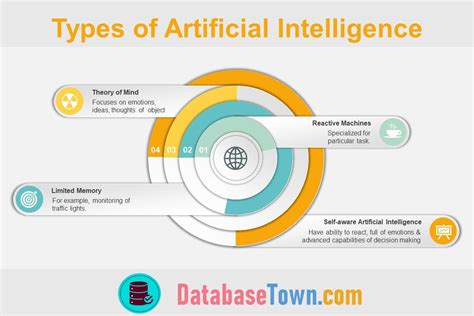 Types of Artificial Intelligence
Theory of Mind
Focuses on emotions,
ideas, thoughts of object
Reactive Machines
Specialized for
particular task.
04 03 02 01
Limited Memory
For example, monitoring of
traffic lights.
Self-aware Artificial Intelligence
Have ability to react, full of emotions &
advanced capabilities of decision making
DatabaseTown.com